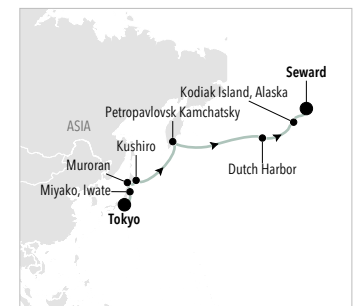 Seward
Kodiak Island, Alaska
Petropavlovsk Kamchatsky
ASIA
Kushiro
Dutch Harbor
Muroran
Miyako, Iwate
Tokyo